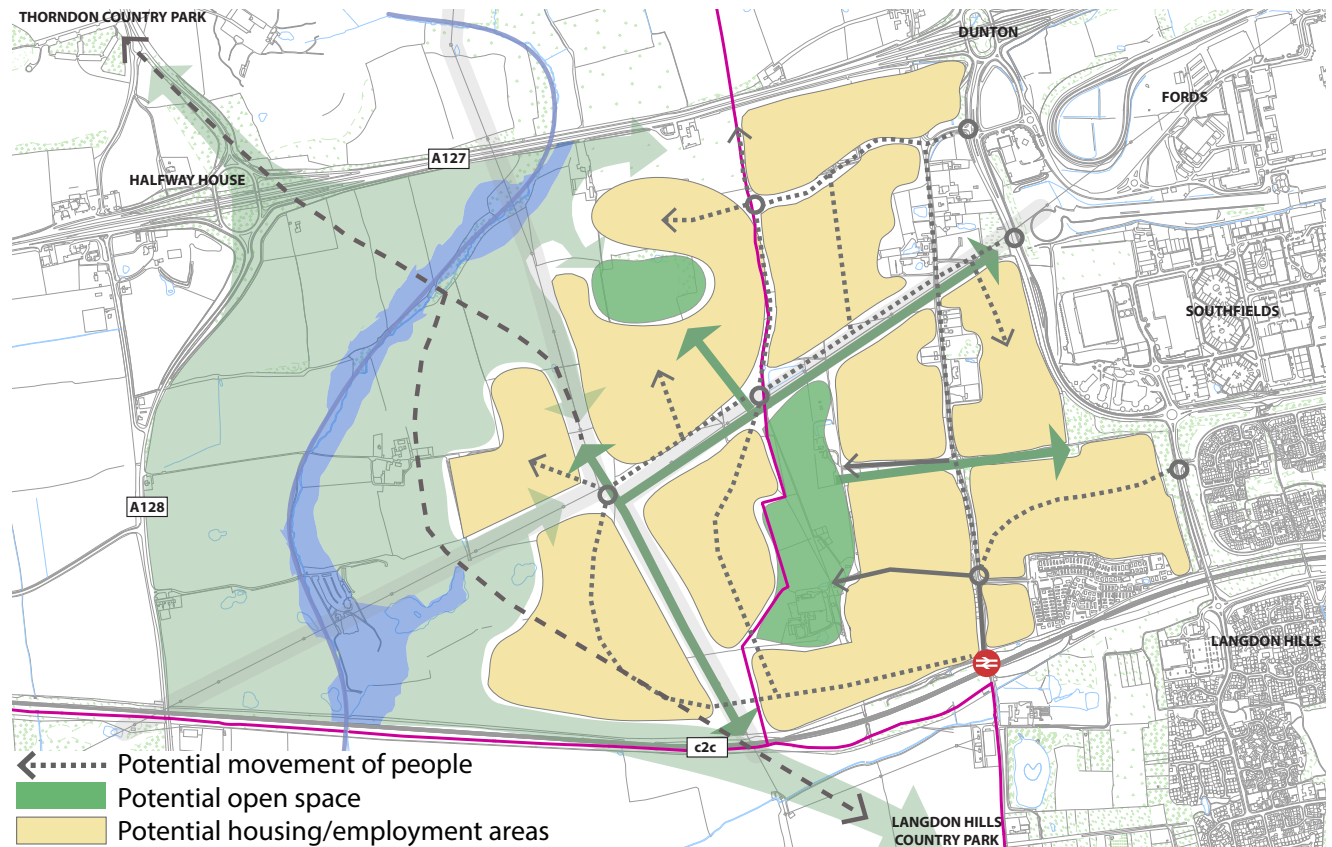 THORNDON COUNTRY PARK
DUNTON
FORDS
A127
HALFWAY HOUSE
SOUTHFIELDS
A128
LANGDON HILLS
c2c
Potential movement of people
Potential open space
Potential housing/employment areas
LANGDON HILLS
COUNTRY PARK